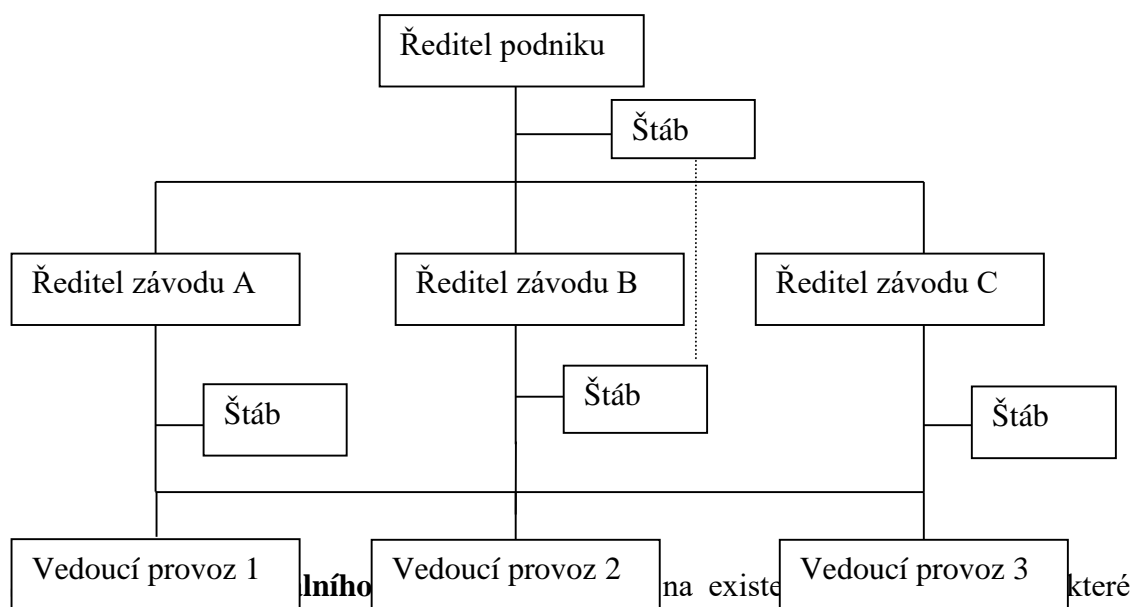 Ředitel podniku
Štáb
Ředitel závodu A
Ředitel závodu B
Ředitel závodu C
Štáb
Štáb
Štáb
Vedoucí provoz 1
lního
Vedoucí provoz 2
na existe
Vedoucí provoz 3
které